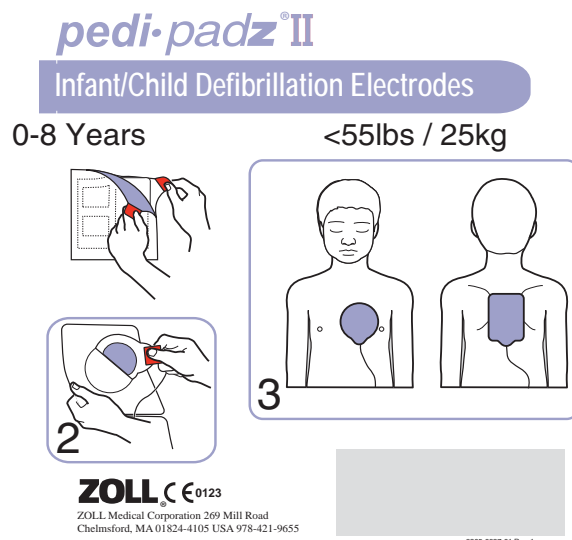 pedi•padz®II
Infant/Child Defibrillation Electrodes
0-8 Years <55lbs / 25kg
2
3
ZOLL® CE 0123
ZOLL Medical Corporation 269 Mill Road
Chelmsford, MA 01824-4105 USA 978-421-9655